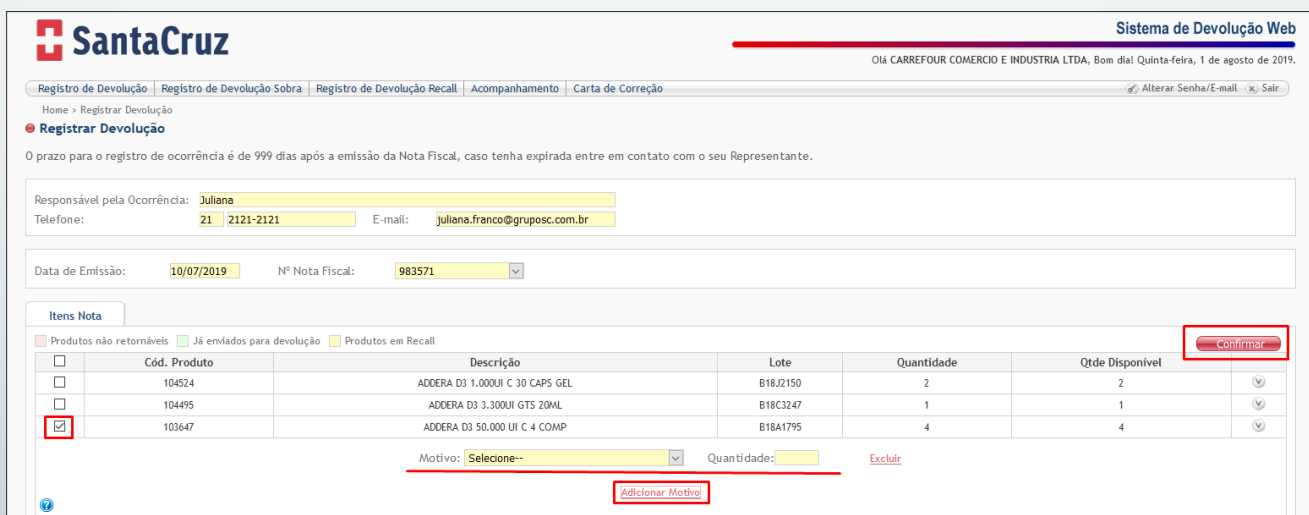 SantaCruz
Sistema de Devolução Web
Olá CARREFOUR COMERCIO E INDUSTRIA LTDA, Bom dia! Quinta-feira, 1 de agosto de 2019.
Registro de Devolução Registro de Devolução Sobra Registro de Devolução Recall Acompanhamento Carta de Correção Alterar Senha/E-mail Sair
Home > Registrar Devolução
Registrar Devolução
O prazo para o registro de ocorrência é de 999 dias após a emissão da Nota Fiscal, caso tenha expirada entre em contato com o seu Representante.
Responsável pela Ocorrência: Juliana
Telefone: 21 2121-2121 E-mail: juliana.franco@gruposc.com.br
Data de Emissão: 10/07/2019 Nº Nota Fiscal: 983571
Itens Nota
Produtos não retornáveis Já enviados para devolução Produtos em Recall Confirmar
Cód. Produto Descrição Lote Quantidade Qtde Disponível
104524 ADDERA D3 1.000UI C 30 CAPS GEL B18J2150 2 2
104495 ADDERA D3 3.300UI GTS 20ML B18C3247 1 1
103647 ADDERA D3 50.000 UI C 4 COMP B18A1795 4 4
Motivo: Selecione-- Quantidade: Excluir
Adicionar Motivo